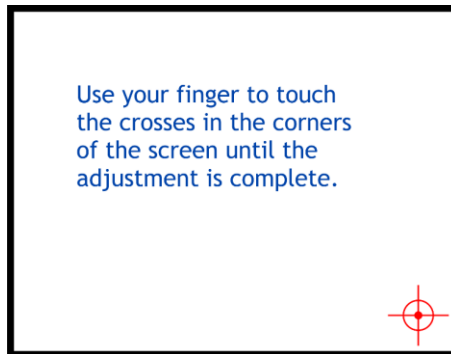 Use your finger to touch
the crosses in the corners
of the screen until the
adjustment is complete.